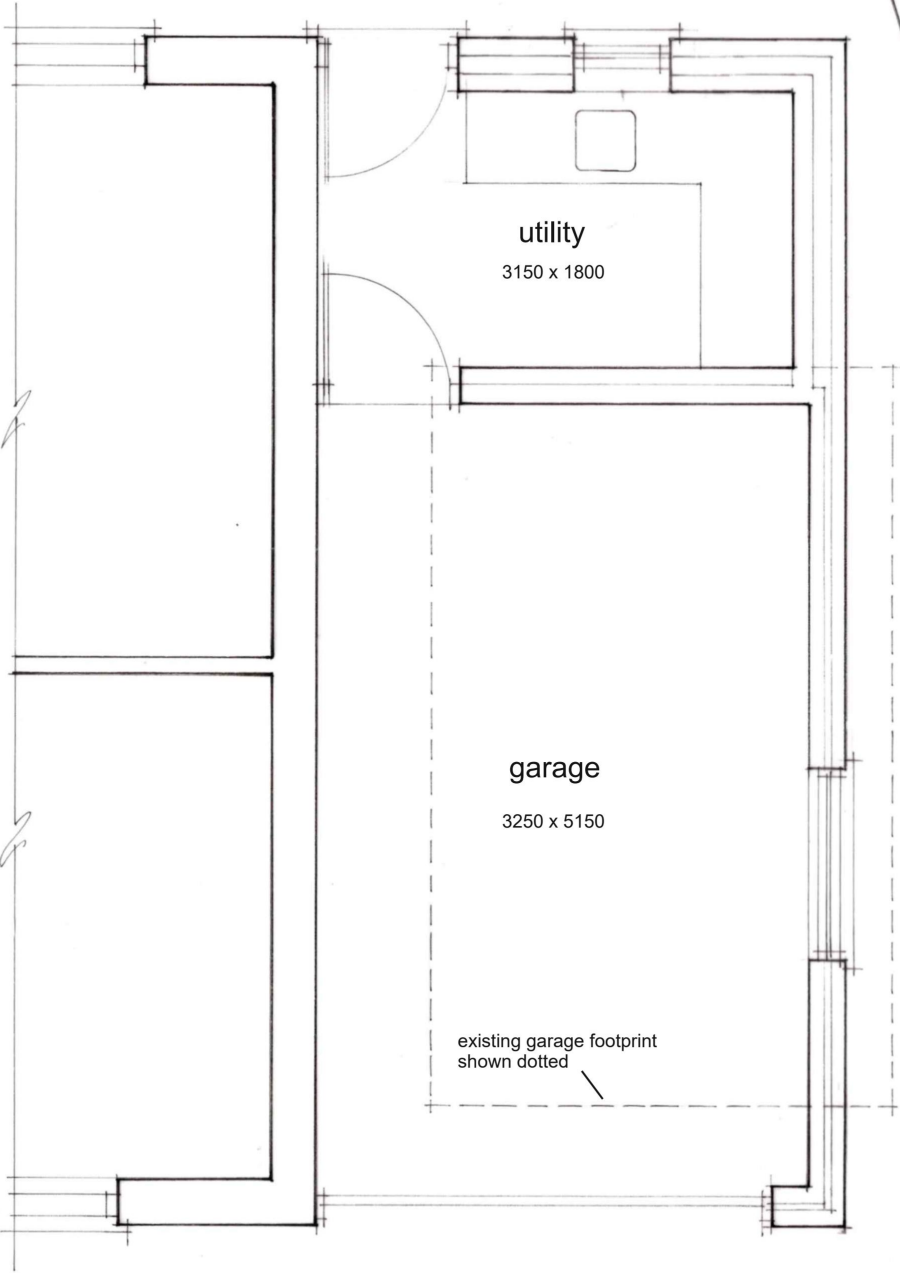 utility
3150 x 1800
garage
3250 x 5150
existing garage footprint
shown dotted